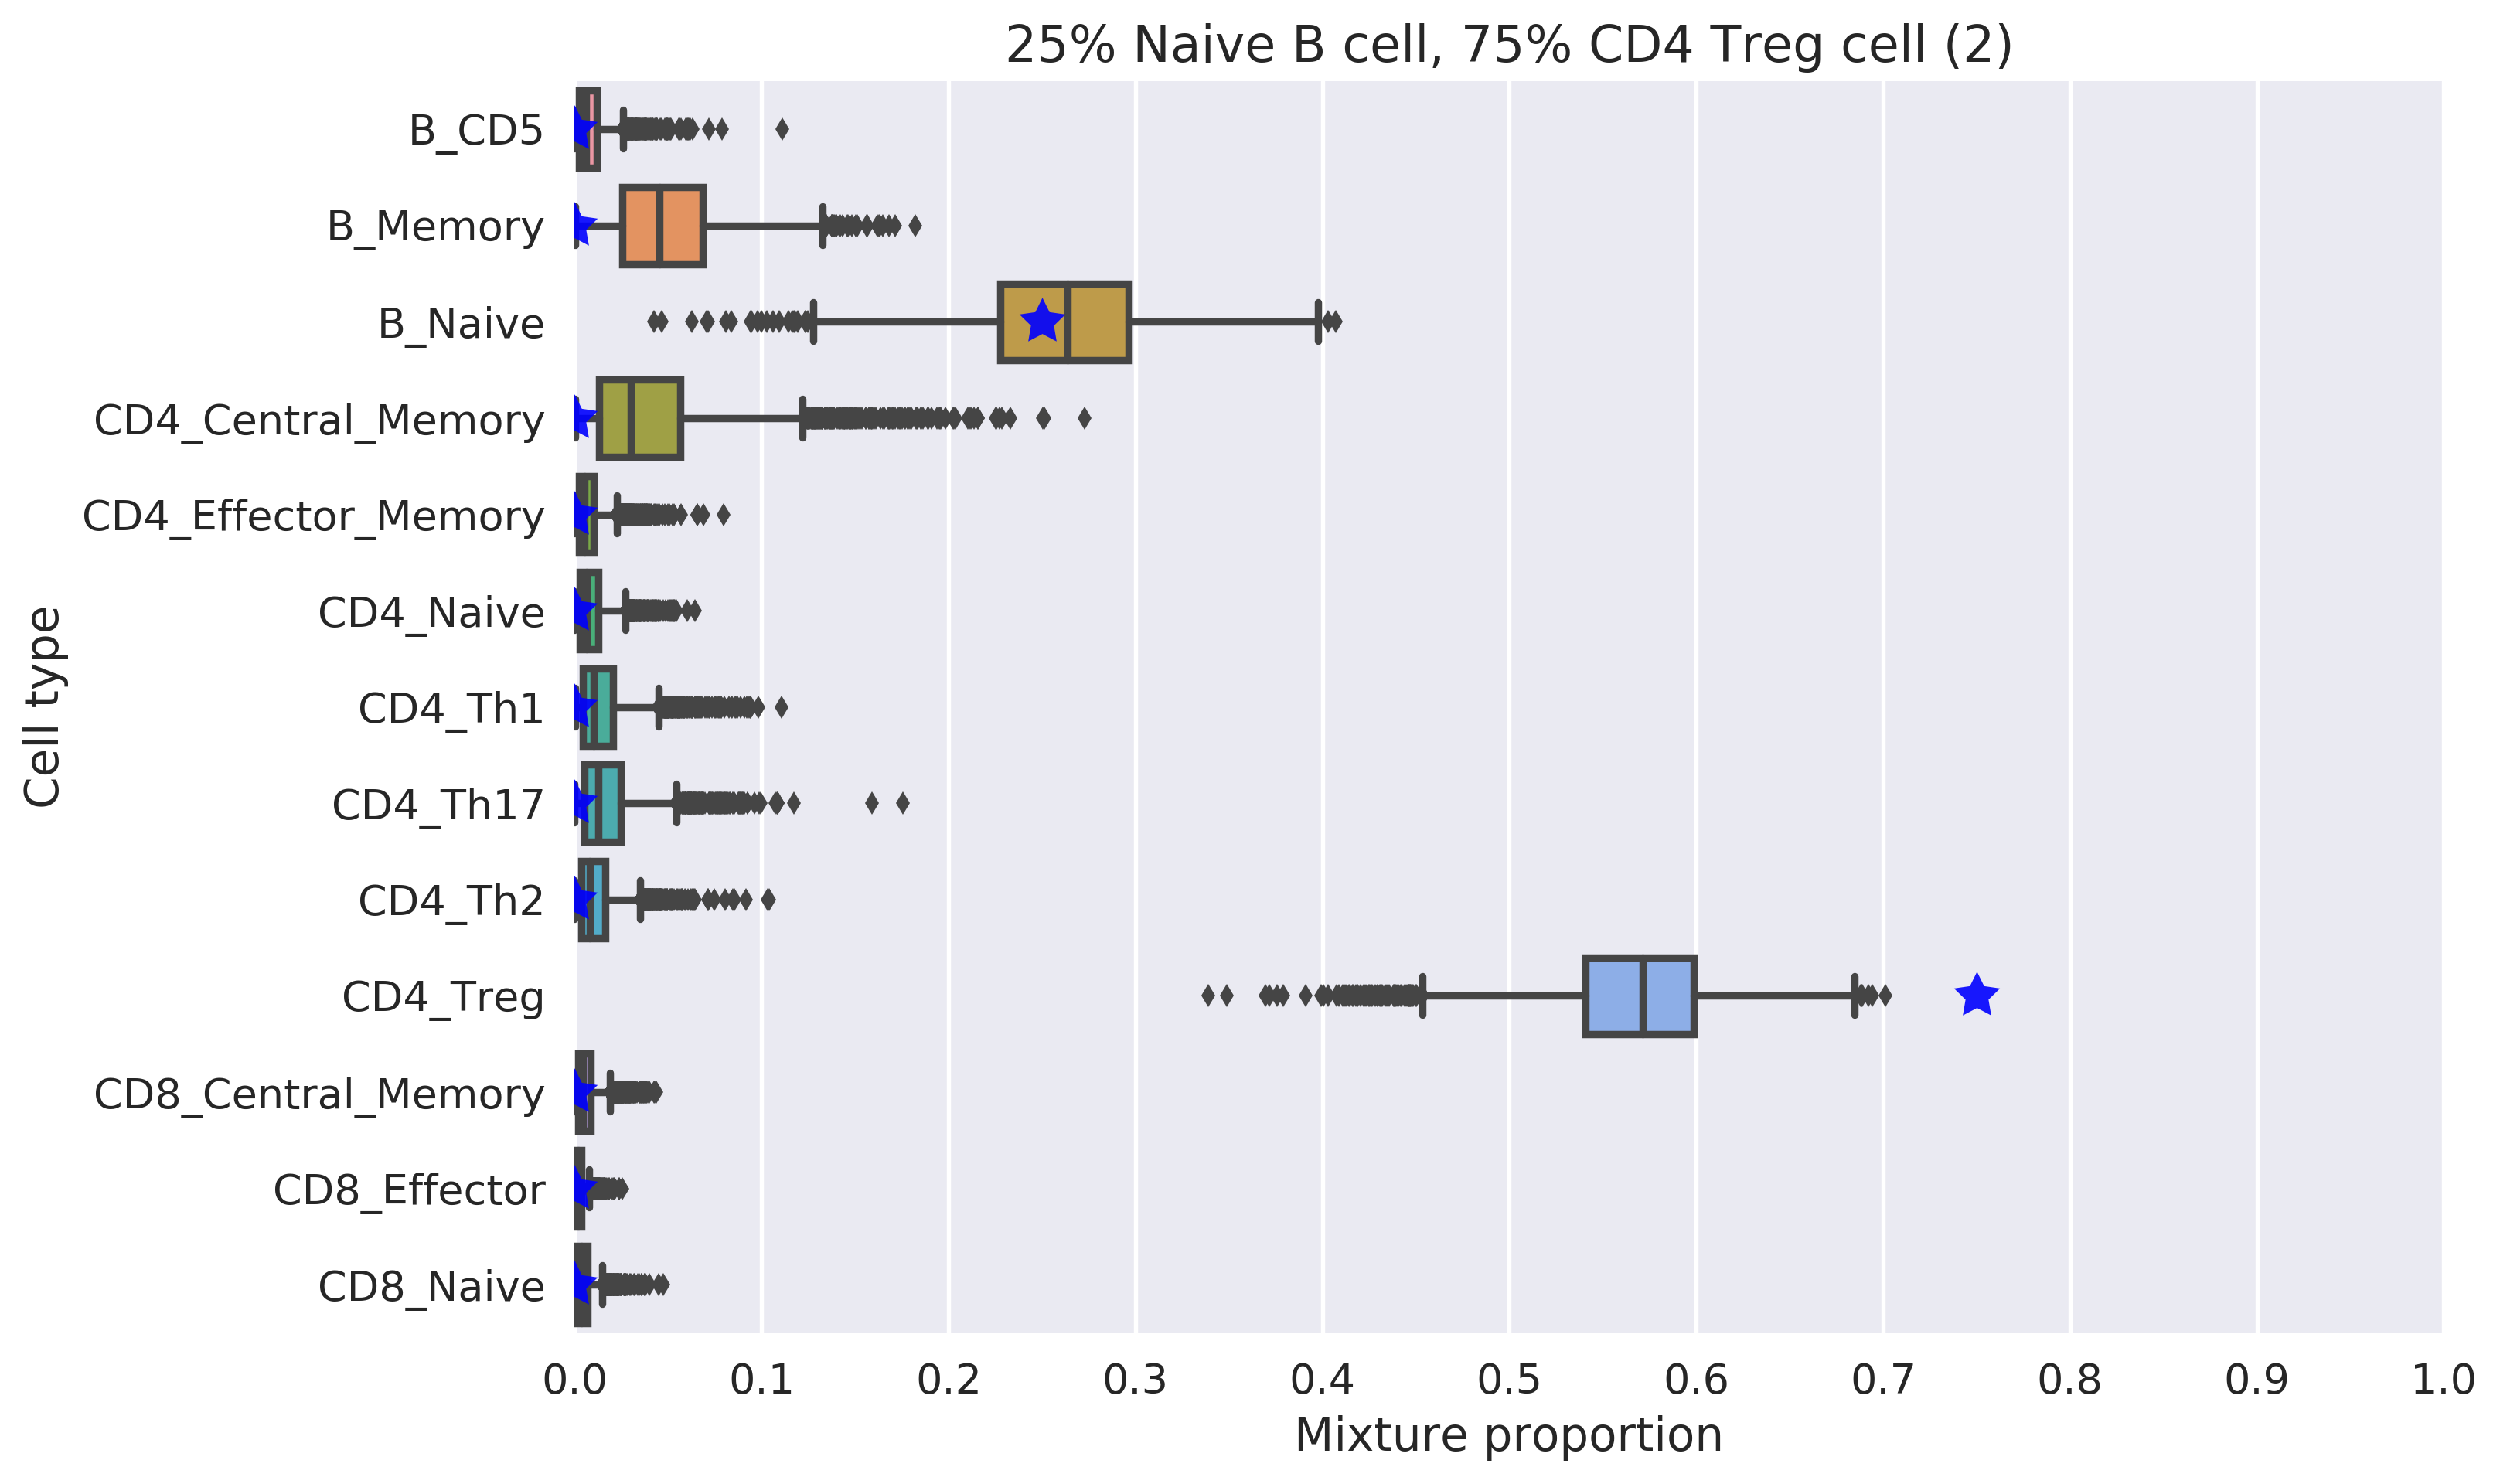 25% Naive B cell, 75% CD4 Treg cell (2)
B_CD5
B_Memory
B_Naive
CD4_Central_Memory
CD4_Effector_Memory
CD4_Naive
CD4_Th1
CD4_Th17
CD4_Th2
CD4_Treg
CD8_Central_Memory
CD8_Effector
CD8_Naive
Cell type
0.0 0.1 0.2 0.3 0.4 0.5 0.6 0.7 0.8 0.9 1.0
Mixture proportion